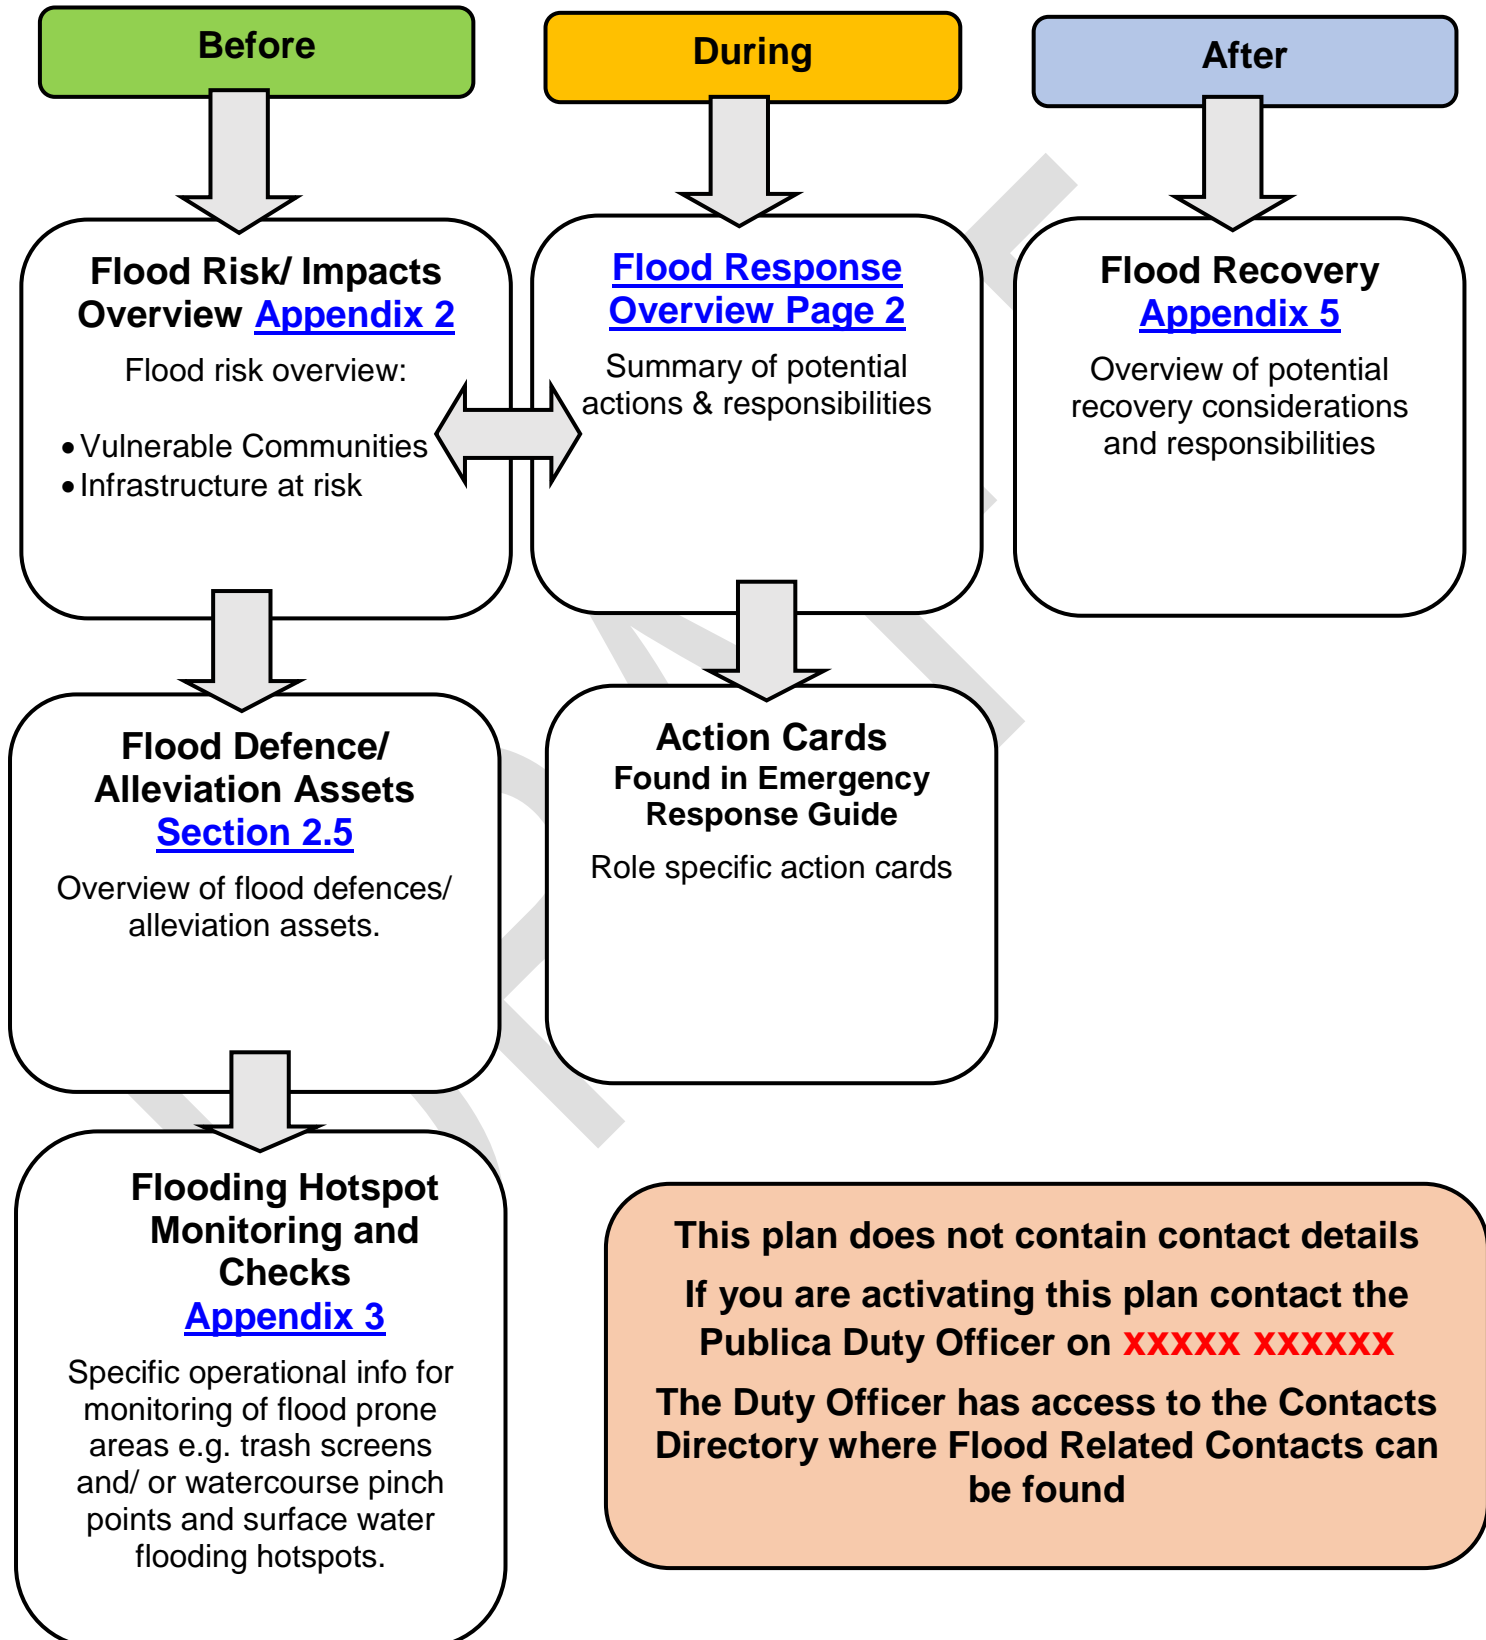 Before
During
After
Flood Risk/ Impacts
Overview Appendix 2
Flood risk overview:
• Vulnerable Communities
• Infrastructure at risk
Flood Response
Overview Page 2
Summary of potential
actions & responsibilities
Flood Recovery
Appendix 5
Overview of potential
recovery considerations
and responsibilities
Flood Defence/
Alleviation Assets
Section 2.5
Overview of flood defences/
alleviation assets.
Action Cards
Found in Emergency
Response Guide
Role specific action cards
Flooding Hotspot
Monitoring and
Checks
Appendix 3
Specific operational info for
monitoring of flood prone
areas e.g. trash screens
and/ or watercourse pinch
points and surface water
flooding hotspots.
This plan does not contain contact details
If you are activating this plan contact the
Publica Duty Officer on xxxxx xxxxxx
The Duty Officer has access to the Contacts
Directory where Flood Related Contacts can
be found